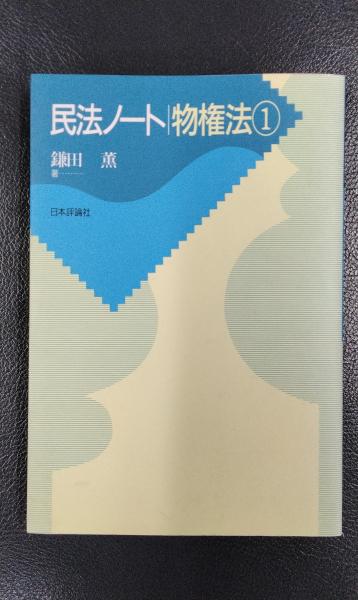 民法ノート|物権法①
鎌田 薫
著
日本評論社